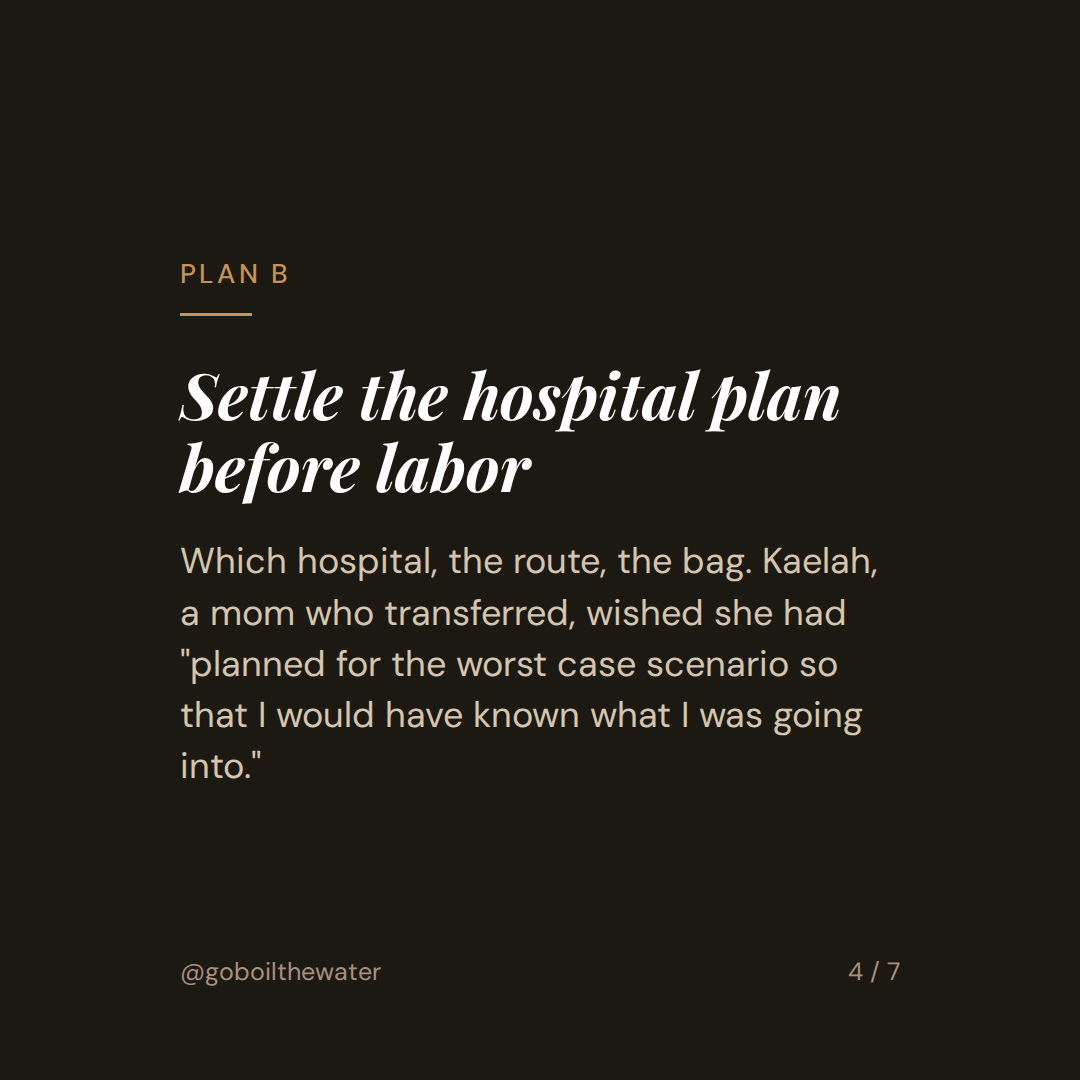 PLAN B
Settle the hospital plan
before labor
Which hospital, the route, the bag. Kaelah,
a mom who transferred, wished she had
"planned for the worst case scenario so
that I would have known what I was going
into."
@goboilthewater
4 / 7